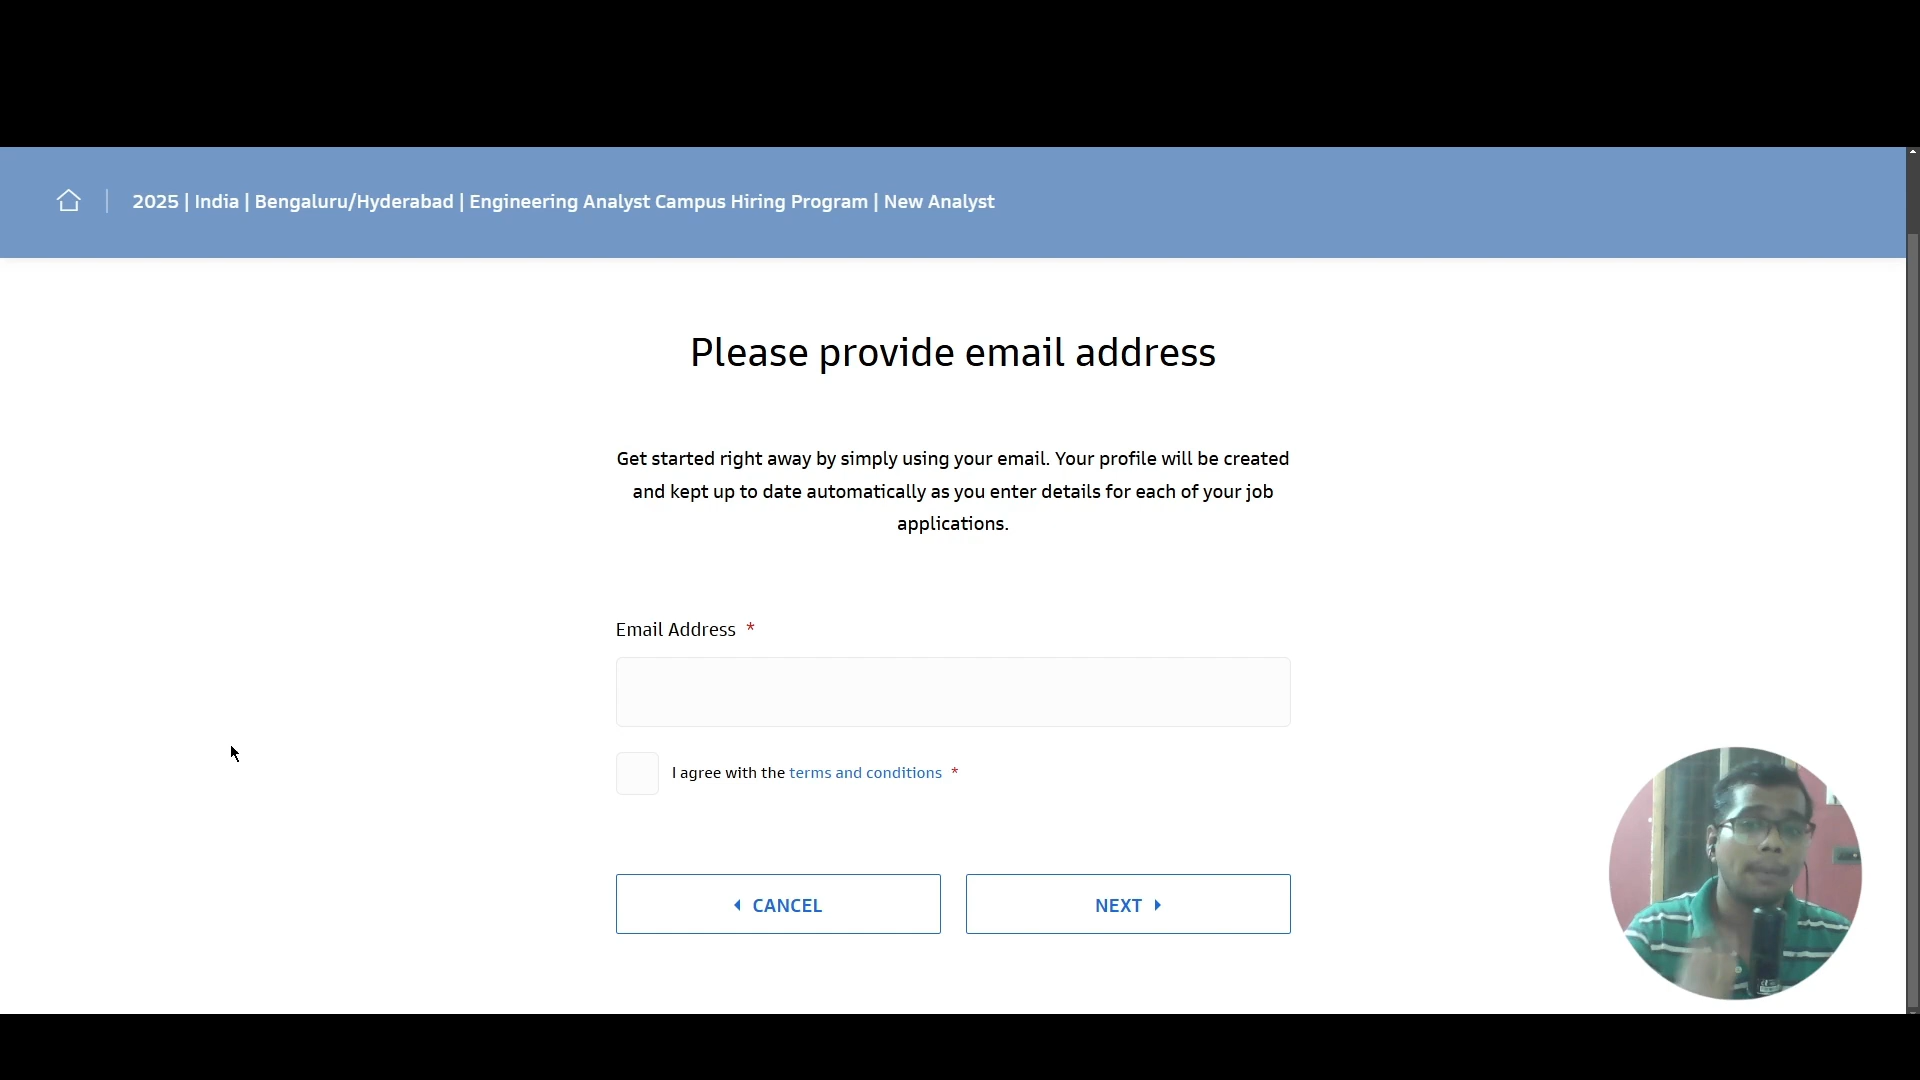 2025 | India | Bengaluru/Hyderabad | Engineering Analyst Campus Hiring Program | New Analyst
Please provide email address
Get started right away by simply using your email. Your profile will be created
and kept up to date automatically as you enter details for each of your job
applications.
Email Address *
I agree with the terms and conditions *
CANCEL
NEXT